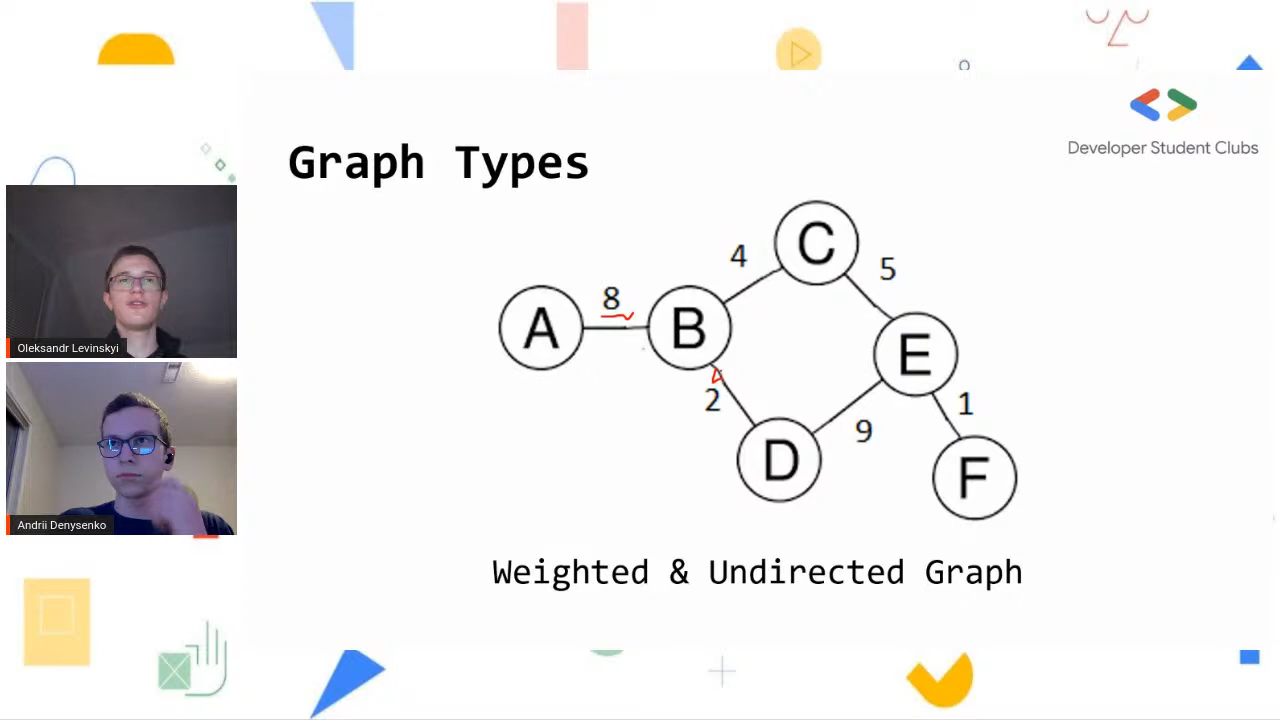 Developer Student Clubs
Graph Types
C
4
5
8
A
B
E
2
1
9
D
F
Weighted & Undirected Graph
Oleksandr Levinskyi
Andrii Denysenko